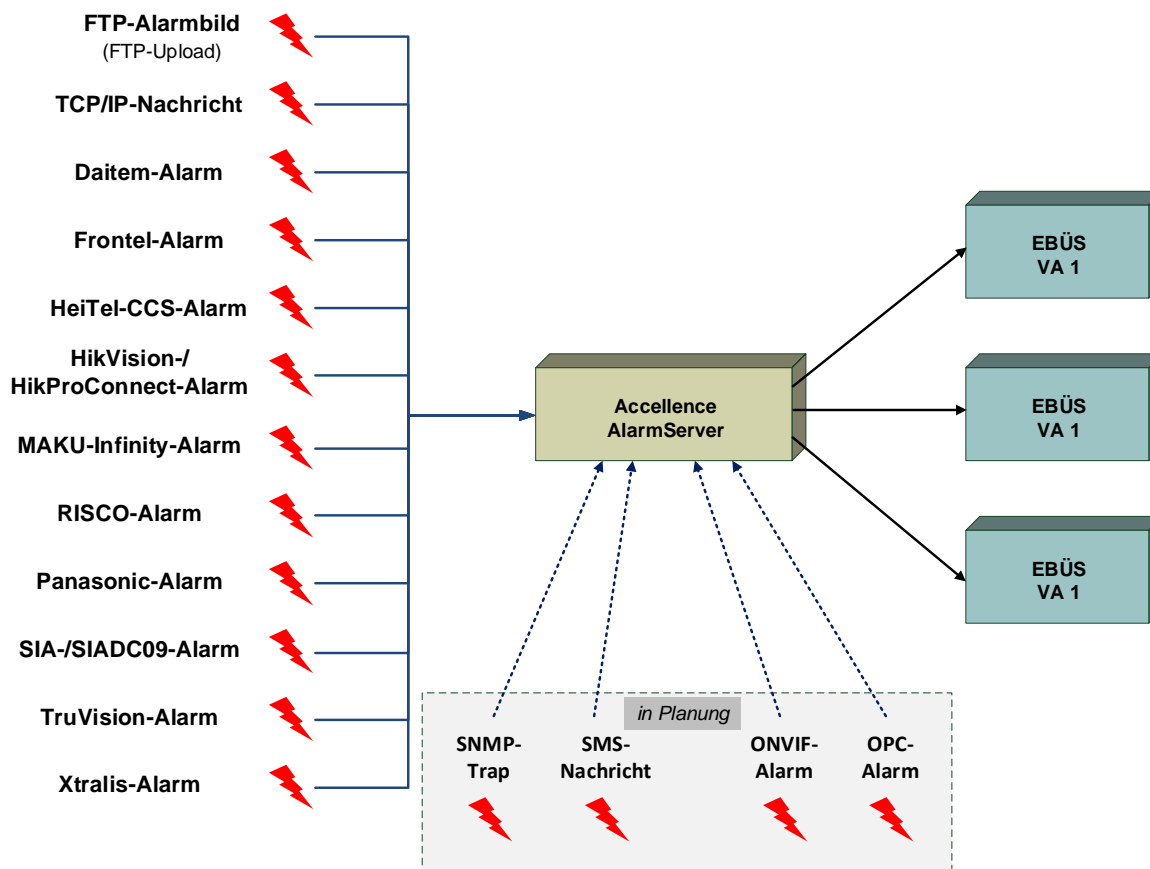 FTP-Alarmbild
(FTP-Upload)
TCP/IP-Nachricht
Daitem-Alarm
Frontel-Alarm
HeiTel-CCS-Alarm
HikVision-/
HikProConnect-Alarm
MAKU-Infinity-Alarm
RISCO-Alarm
Panasonic-Alarm
SIA-/SIADC09-Alarm
TruVision-Alarm
Xtralis-Alarm
Accellence
AlarmServer
EBÜS
VA 1
EBÜS
VA 1
EBÜS
VA 1
in Planung
SNMP-
Trap
SMS-
Nachricht
ONVIF-
Alarm
OPC-
Alarm